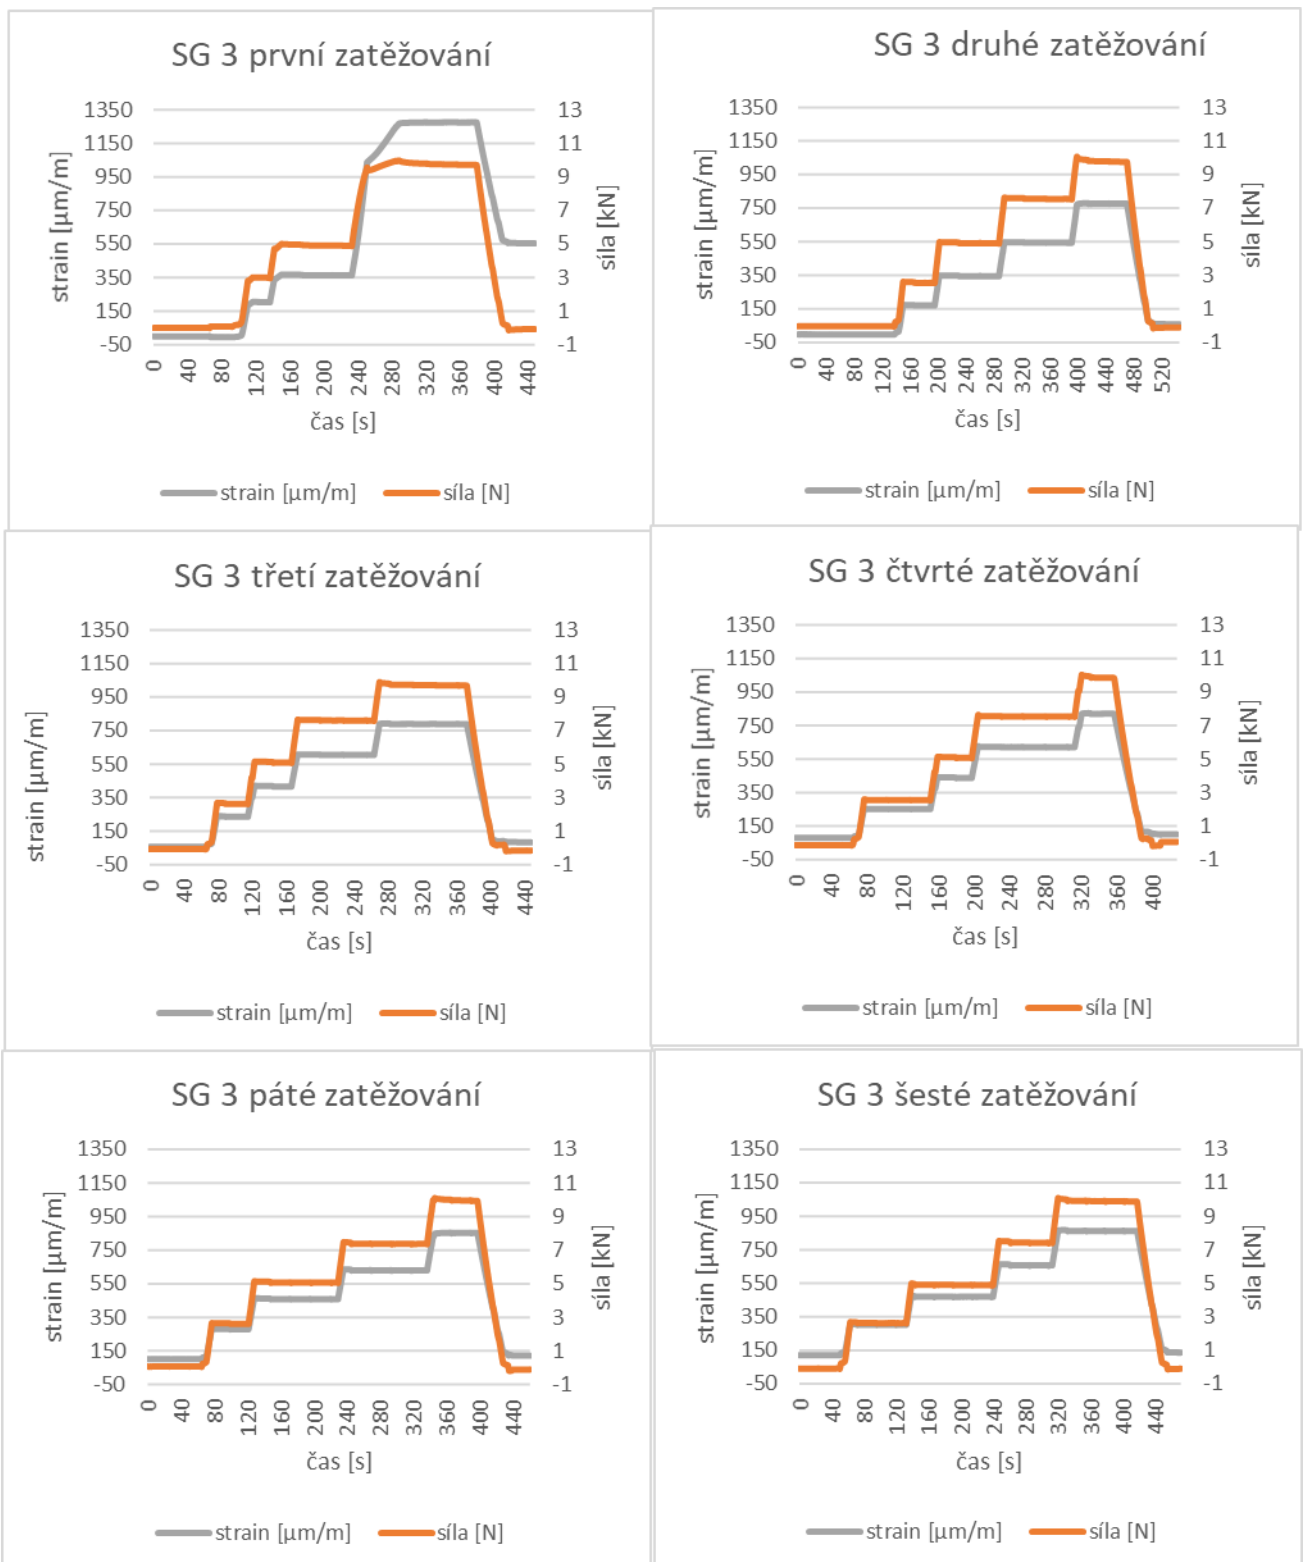 SG 3 první zatěžování
1350 13
1150 11
950 9
750 7
550 5
350 3
150 1
-50 -1
strain [µm/m]
síla [kN]
0 40 80 120 160 200 240 280 320 360 400 440
čas [s]
strain [µm/m] síla [N]
SG 3 druhé zatěžování
1350 13
1150 11
950 9
750 7
550 5
350 3
150 1
-50 -1
strain [µm/m]
síla [kN]
0 40 80 120 160 200 240 280 320 360 400 440 480 520
čas [s]
strain [µm/m] síla [N]
SG 3 třetí zatěžování
1350 13
1150 11
950 9
750 7
550 5
350 3
150 1
-50 -1
strain [µm/m]
síla [kN]
0 40 80 120 160 200 240 280 320 360 400 440
čas [s]
strain [µm/m] síla [N]
SG 3 čtvrté zatěžování
1350 13
1150 11
950 9
750 7
550 5
350 3
150 1
-50 -1
strain [µm/m]
síla [kN]
0 40 80 120 160 200 240 280 320 360 400
čas [s]
strain [µm/m] síla [N]
SG 3 páté zatěžování
1350 13
1150 11
950 9
750 7
550 5
350 3
150 1
-50 -1
strain [µm/m]
síla [kN]
0 40 80 120 160 200 240 280 320 360 400 440
čas [s]
strain [µm/m] síla [N]
SG 3 šesté zatěžování
1350 13
1150 11
950 9
750 7
550 5
350 3
150 1
-50 -1
strain [µm/m]
síla [kN]
0 40 80 120 160 200 240 280 320 360 400 440
čas [s]
strain [µm/m] síla [N]